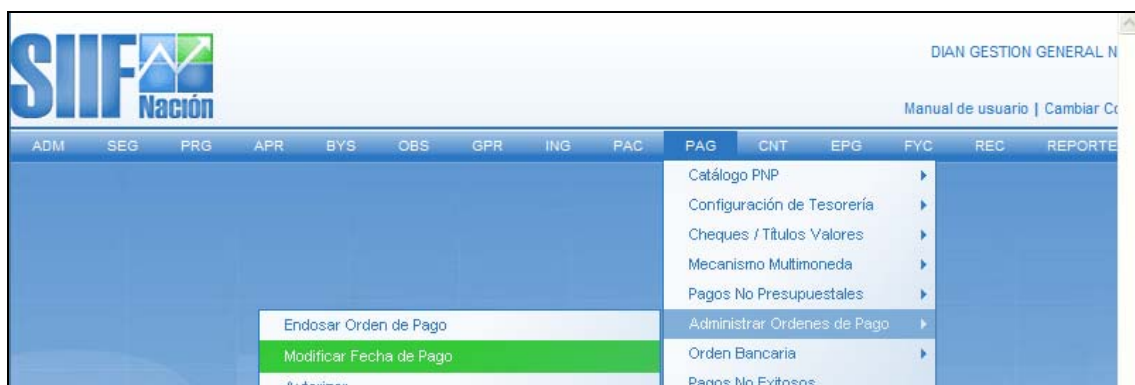 SIIF
Nación
DIAN GESTION GENERAL N
Manual de usuario | Cambiar
ADM SEG PRG APR BYS OBS GPR ING PAC PAG CNT EPG FYC REC REPORTE
Catálogo PNP
Configuración de Tesorería
Cheques / Títulos Valores
Mecanismo Multimoneda
Pagos No Presupuestales
Administrar Ordenes de Pago
Orden Bancaria
Pagos No Exitosos
Endosar Orden de Pago
Modificar Fecha de Pago